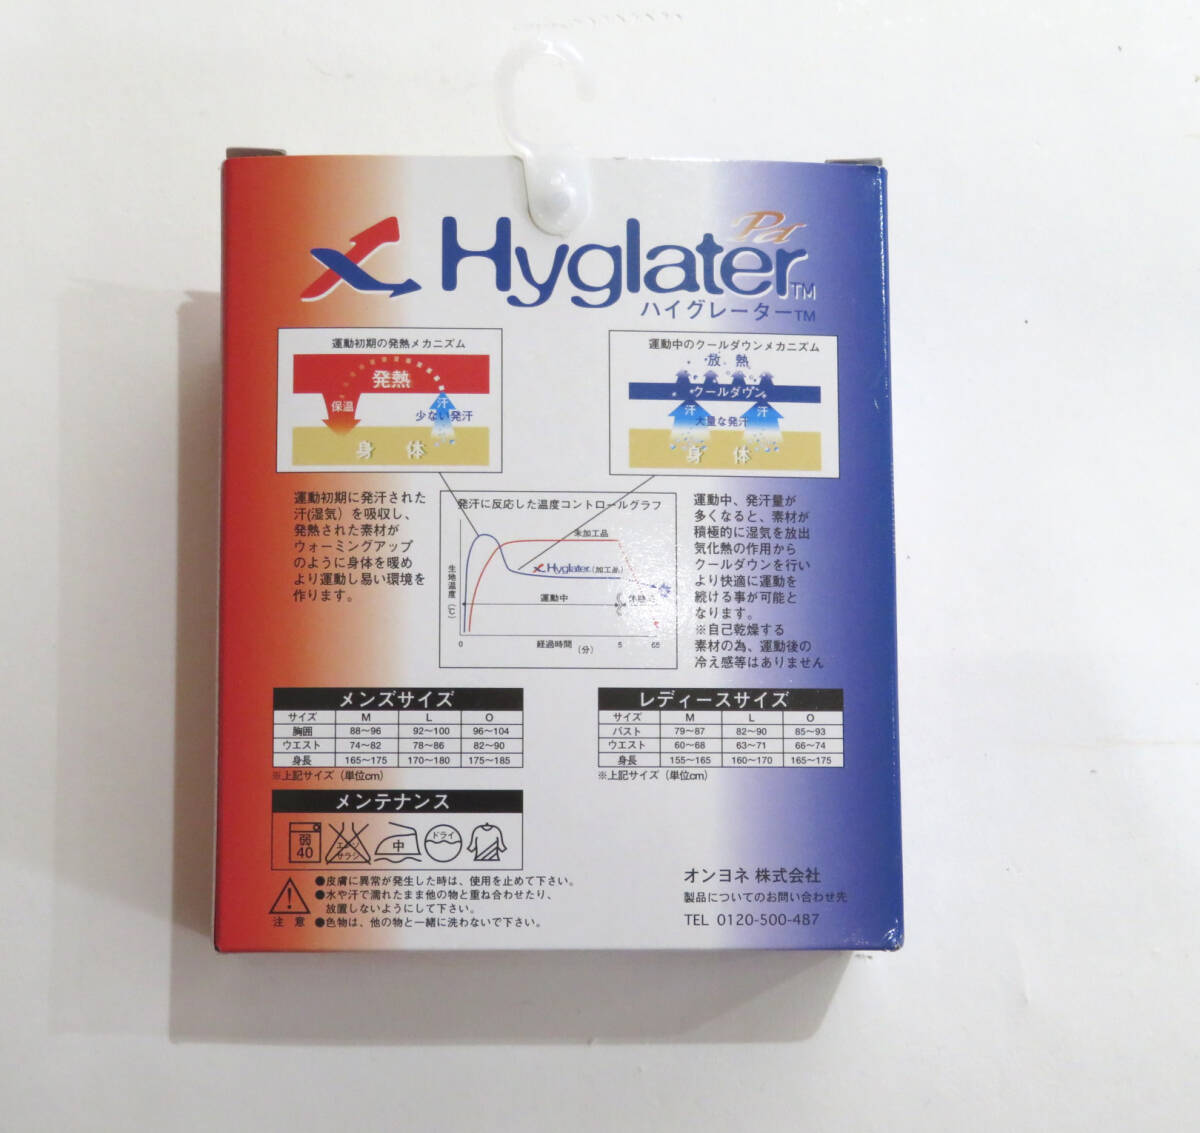 Pd
Hyglater TM
ハイグレーター TM
運動初期の発熱メカニズム
発熱
保温
汗
少ない発汗
身 体
運動中のクールダウンメカニズム
放 熱
クールダウン
汗 汗
大量な発汗
身 体
運動初期に発汗された
汗(湿気）を吸収し、
発熱された素材が
ウォーミングアップ
のように身体を暖め
より運動し易い環境を
作ります。
発汗に反応した温度コントロールグラフ
未加工品
Hyglater (加工品)
生地温度(℃)
運動中
0 経過時間（分） 5 65
運動中、発汗量が
多くなると、素材が
積極的に湿気を放出
気化熱の作用から
クールダウンを行い
より快適に運動を
続ける事が可能と
なります。
※自己乾燥する
素材の為、運動後の
冷え感等はありません
メンズサイズ
サイズ M L O
胸囲 88～96 92～100 96～104
ウエスト 74～82 78～86 82～90
身長 165～175 170～180 175～185
※上記サイズ（単位cm）
レディースサイズ
サイズ M L O
バスト 79～87 82～90 85～93
ウエスト 60～68 63～71 66～74
身長 155～165 160～170 165～175
※上記サイズ（単位cm）
メンテナンス
弱 40
エンソ サラシ
中
ドライ
注 意
●皮膚に異常が発生した時は、使用を止めて下さい。
●水や汗で濡れたまま他の物と重ね合わせたり、
放置しないようにして下さい。
●色物は、他の物と一緒に洗わないで下さい。
オンヨネ 株式会社
製品についてのお問い合わせ先
TEL 0120-500-487